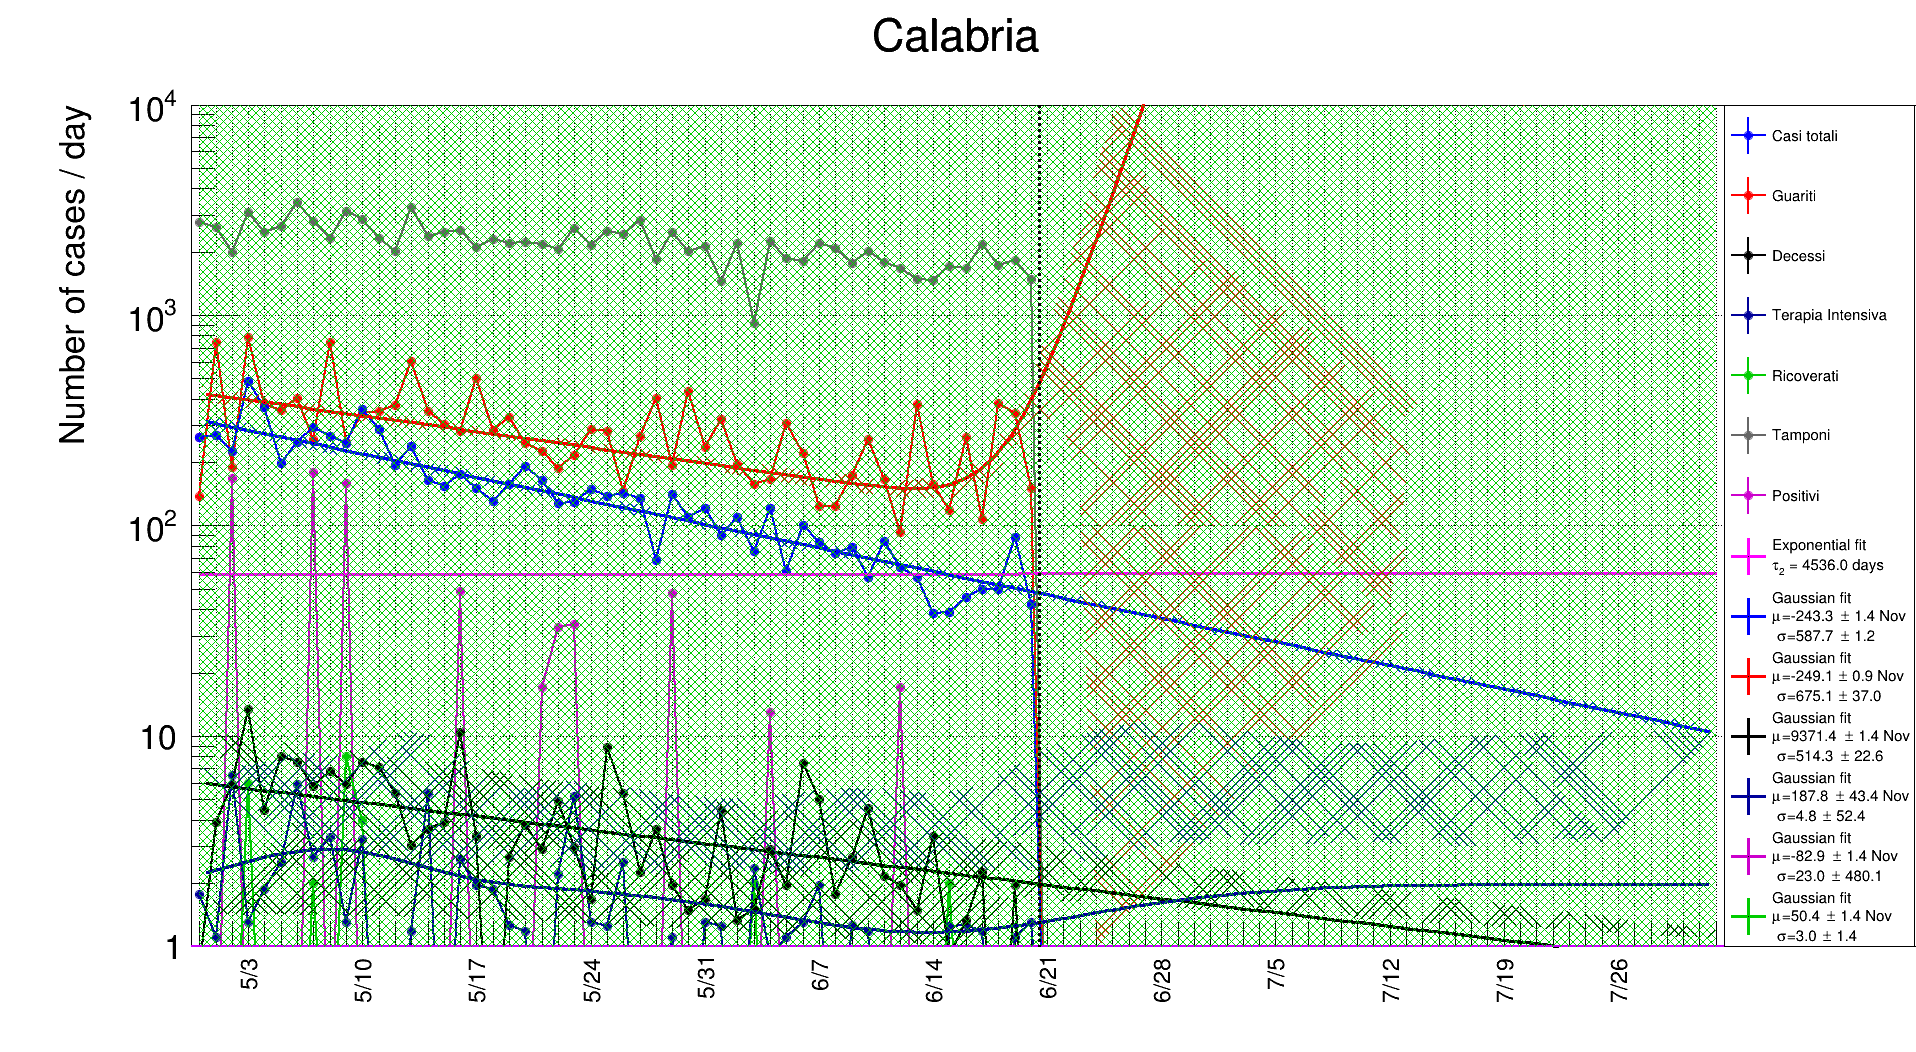 Calabria
Number of cases / day
10⁴
10³
10²
10
1
5/3
5/10
5/17
5/24
5/31
6/7
6/14
6/21
6/28
7/5
7/12
7/19
7/26
Casi totali
Guariti
Decessi
Terapia Intensiva
Ricoverati
Tamponi
Positivi
Exponential fit
τ₂ = 4536.0 days
Gaussian fit
μ=-243.3 ± 1.4 Nov
σ=587.7 ± 1.2
Gaussian fit
μ=-249.1 ± 0.9 Nov
σ=675.1 ± 37.0
Gaussian fit
μ=9371.4 ± 1.4 Nov
σ=514.3 ± 22.6
Gaussian fit
μ=187.8 ± 43.4 Nov
σ=4.8 ± 52.4
Gaussian fit
μ=-82.9 ± 1.4 Nov
σ=23.0 ± 480.1
Gaussian fit
μ=50.4 ± 1.4 Nov
σ=3.0 ± 1.4